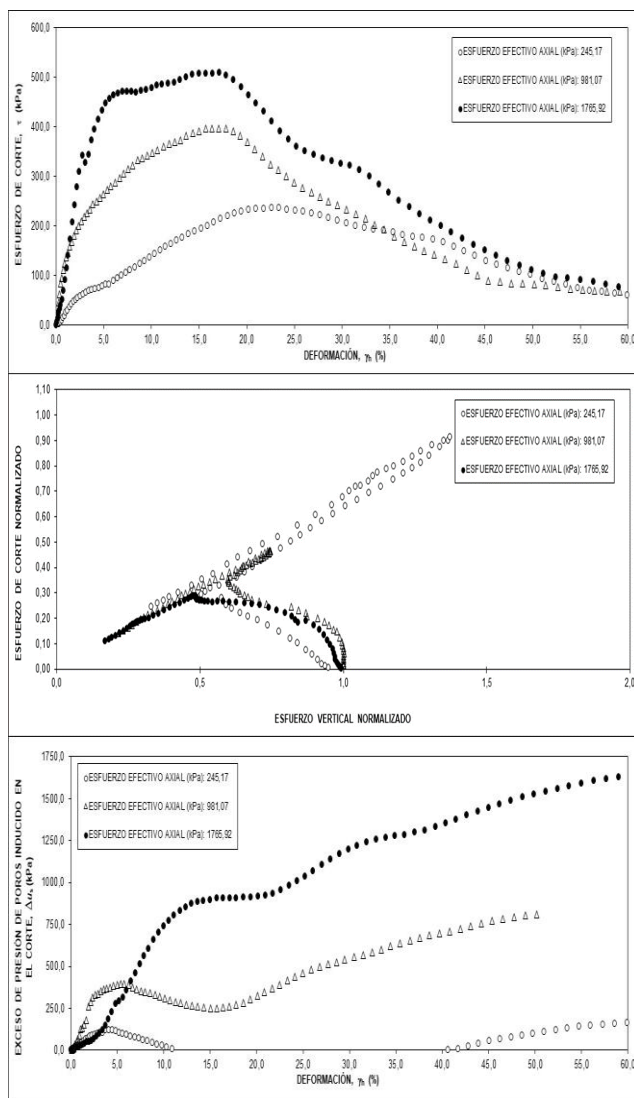 ESFUERZO DE CORTE, τ (kPa)
600,0
500,0
400,0
300,0
200,0
100,0
0,0
○ESFUERZO EFECTIVO AXIAL (kPa): 245,17
△ESFUERZO EFECTIVO AXIAL (kPa): 981,07
●ESFUERZO EFECTIVO AXIAL (kPa): 1765,92
0,0 5,0 10,0 15,0 20,0 25,0 30,0 35,0 40,0 45,0 50,0 55,0 60,0
DEFORMACIÓN, γₕ (%)
ESFUERZO DE CORTE NORMALIZADO
1,10
1,00
0,90
0,80
0,70
0,60
0,50
0,40
0,30
0,20
0,10
0,00
○ESFUERZO EFECTIVO AXIAL (kPa): 245,17
△ESFUERZO EFECTIVO AXIAL (kPa): 981,07
●ESFUERZO EFECTIVO AXIAL (kPa): 1765,92
0,0 0,5 1,0 1,5 2,0
ESFUERZO VERTICAL NORMALIZADO
EXCESO DE PRESIÓN DE POROS INDUCIDO EN
EL CORTE, Δuₛ (kPa)
1750,0
1500,0
1250,0
1000,0
750,0
500,0
250,0
0,0
○ESFUERZO EFECTIVO AXIAL (kPa): 245,17
△ESFUERZO EFECTIVO AXIAL (kPa): 981,07
●ESFUERZO EFECTIVO AXIAL (kPa): 1765,92
0,0 5,0 10,0 15,0 20,0 25,0 30,0 35,0 40,0 45,0 50,0 55,0 60,0
DEFORMACIÓN, γₕ (%)